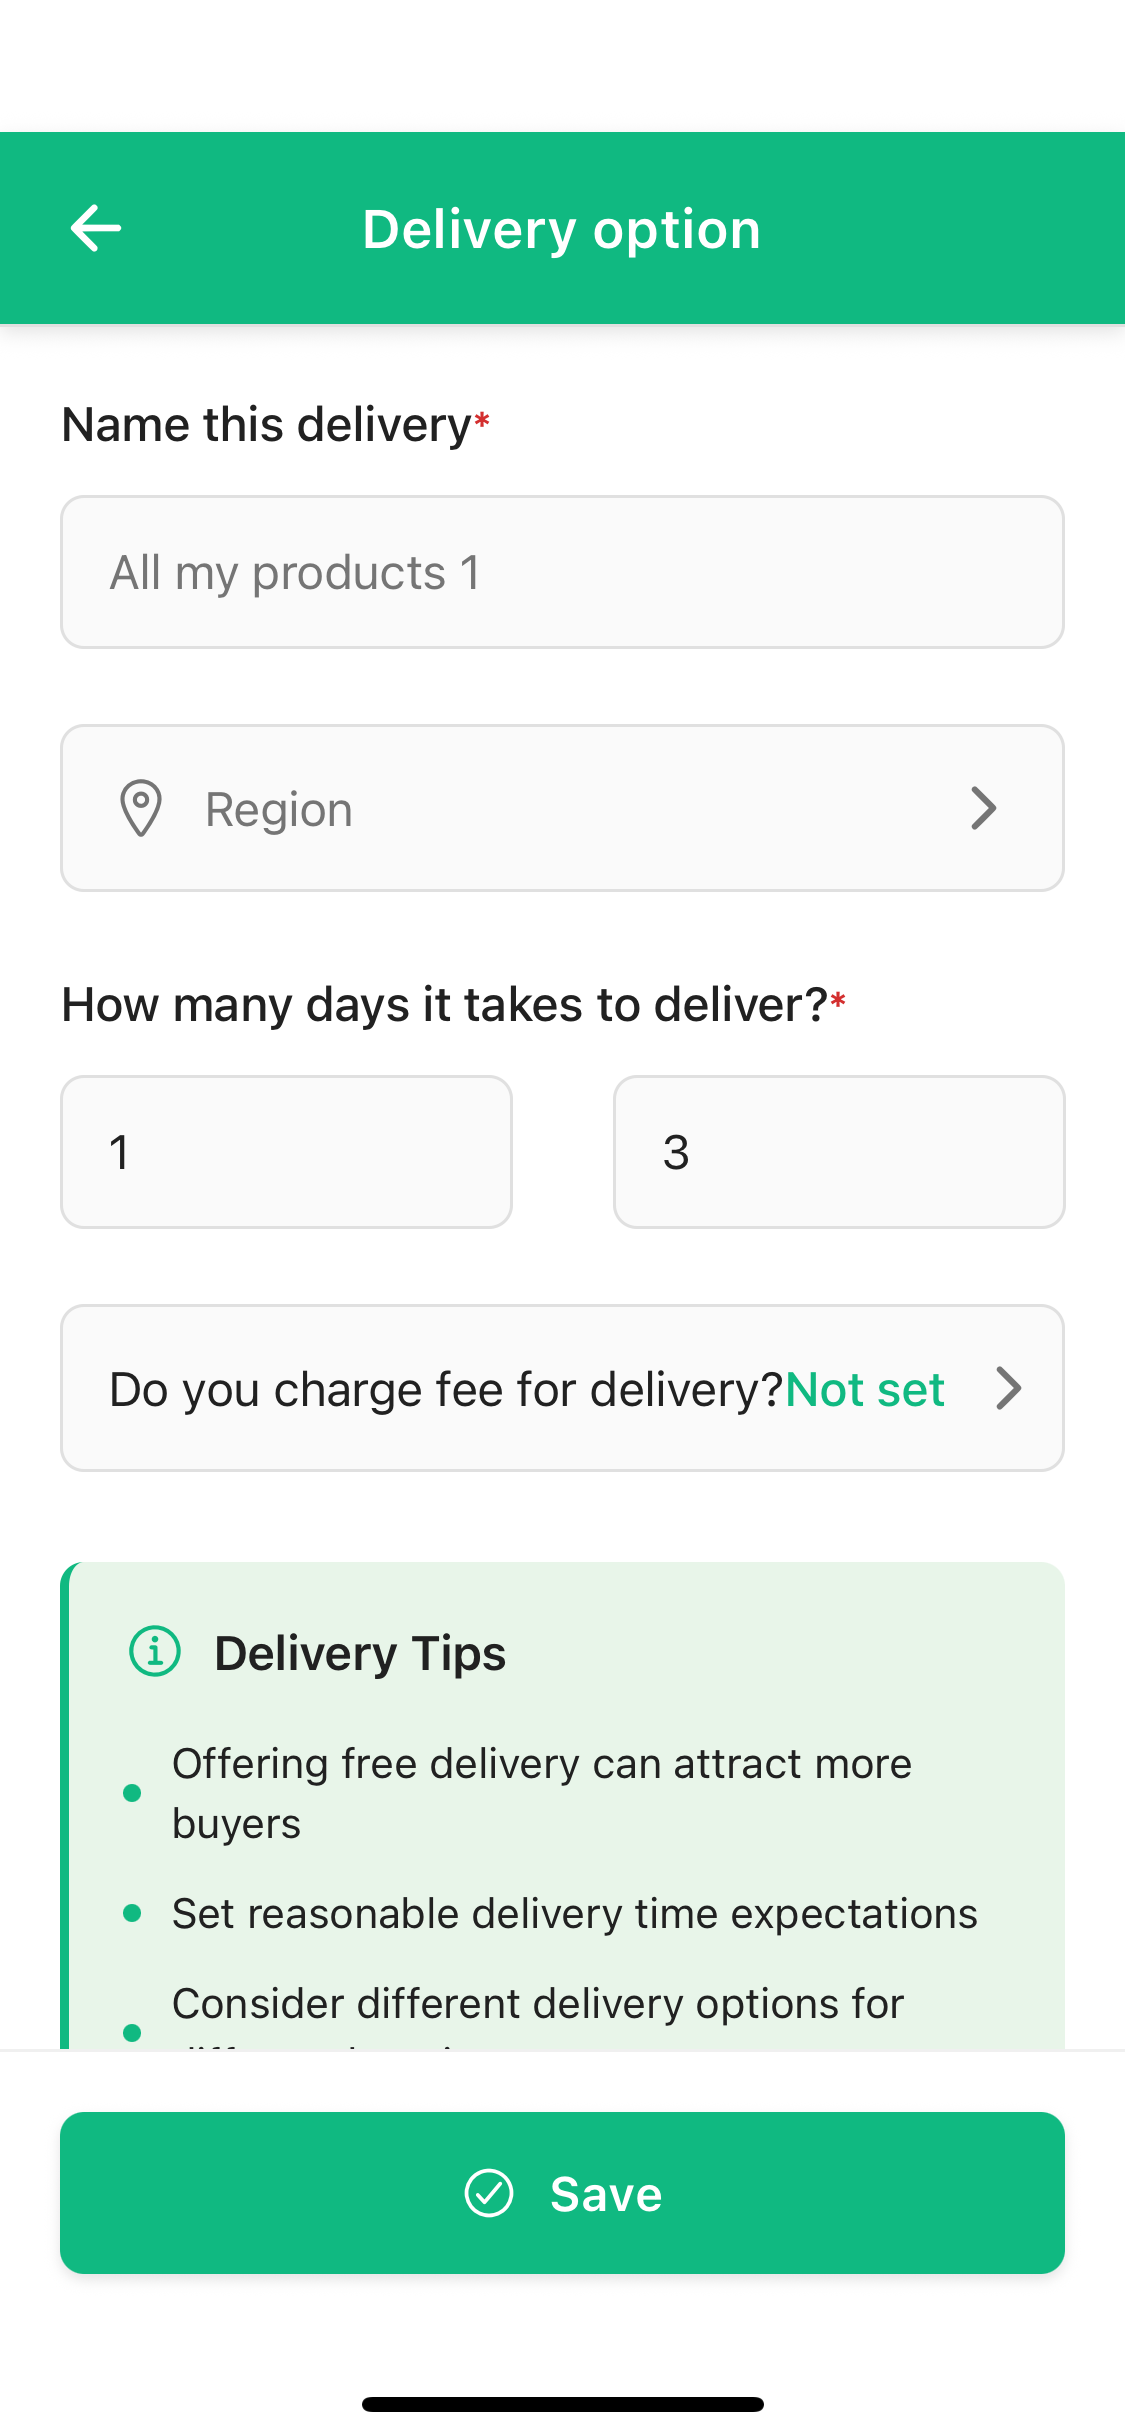 Delivery option
Name this delivery*
All my products 1
Region
How many days it takes to deliver?*
1
3
Do you charge fee for delivery?Not set
Delivery Tips
Offering free delivery can attract more
buyers
Set reasonable delivery time expectations
Consider different delivery options for
Save